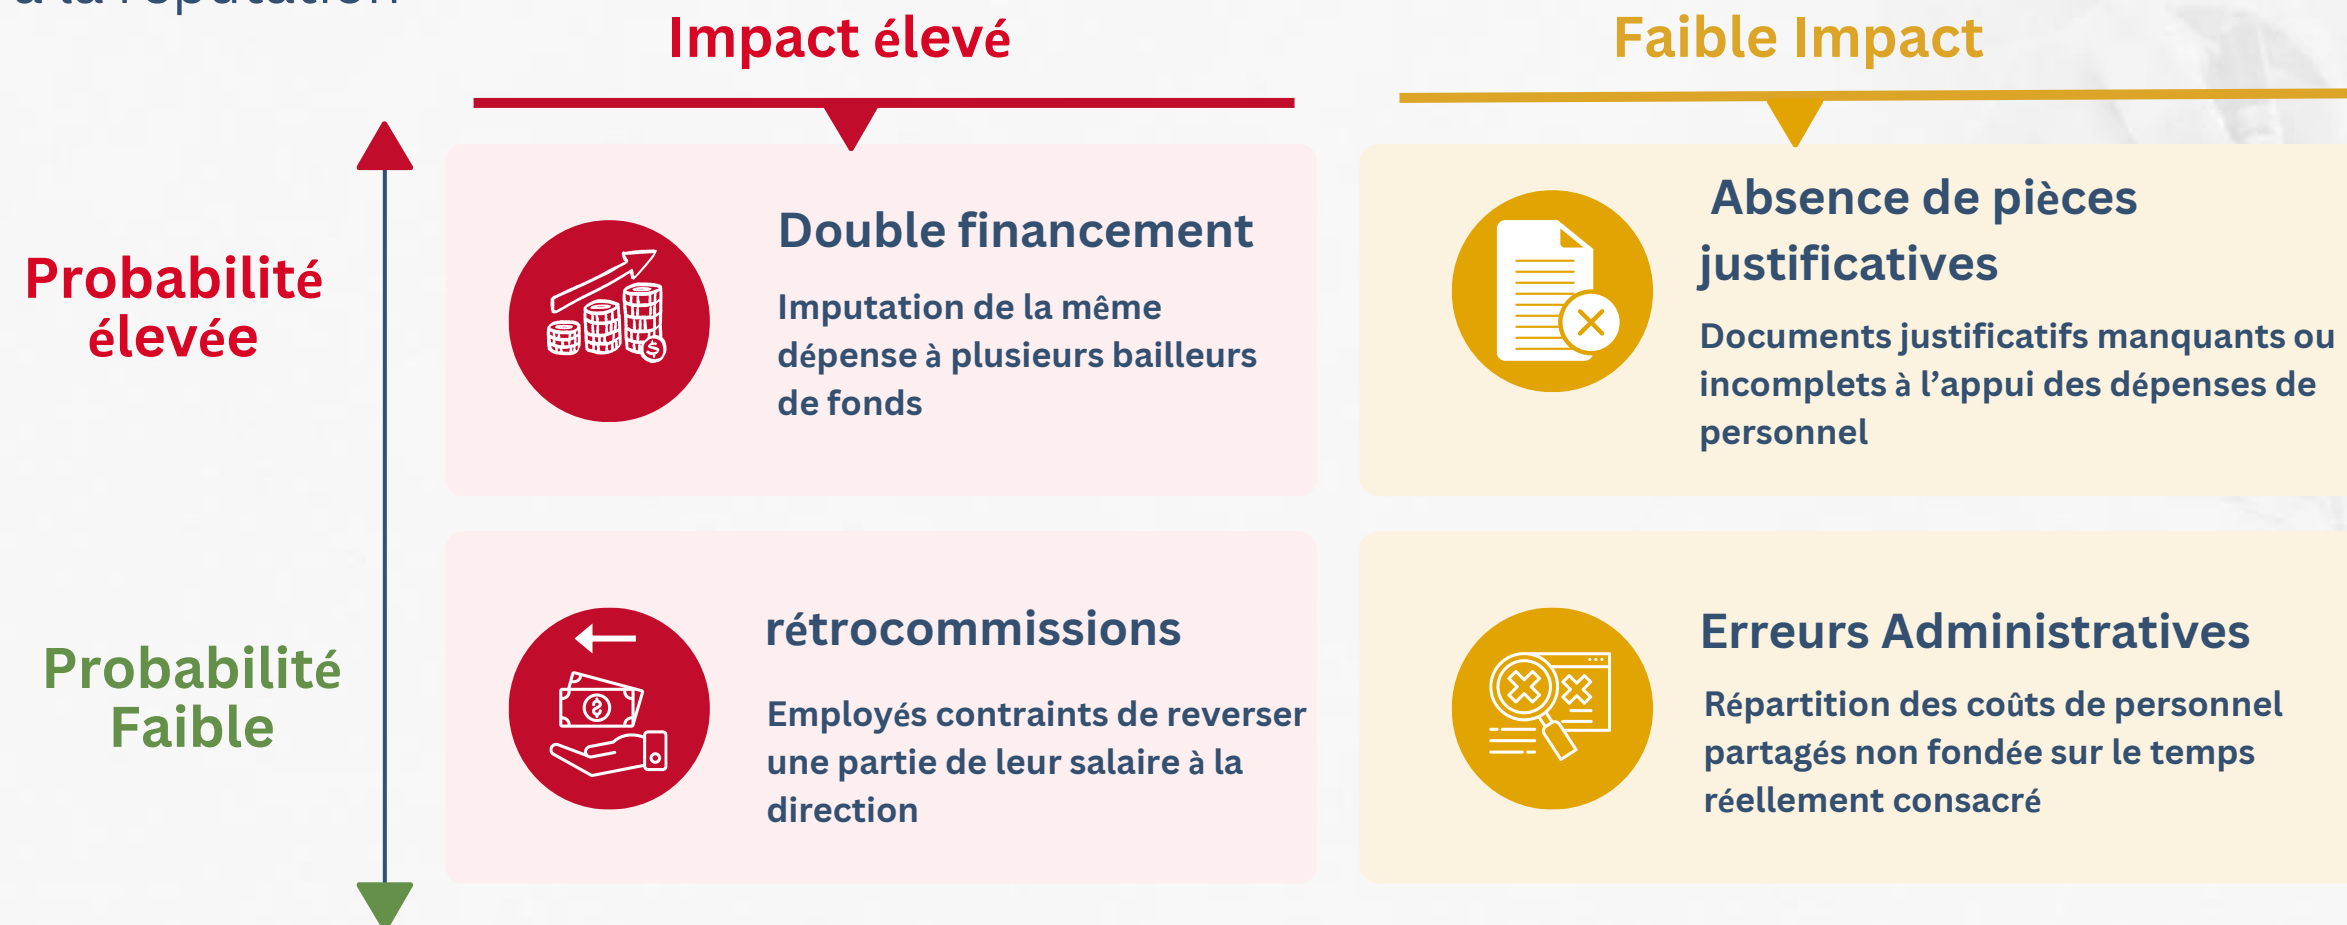 à la réputation
Impact élevé
Faible Impact
Probabilité
élevée
Double financement
Imputation de la même
dépense à plusieurs bailleurs
de fonds
Absence de pièces
justificatives
Documents justificatifs manquants ou
incomplets à l’appui des dépenses de
personnel
Probabilité
Faible
rétrocommissions
Employés contraints de reverser
une partie de leur salaire à la
direction
Erreurs Administratives
Répartition des coûts de personnel
partagés non fondée sur le temps
réellement consacré